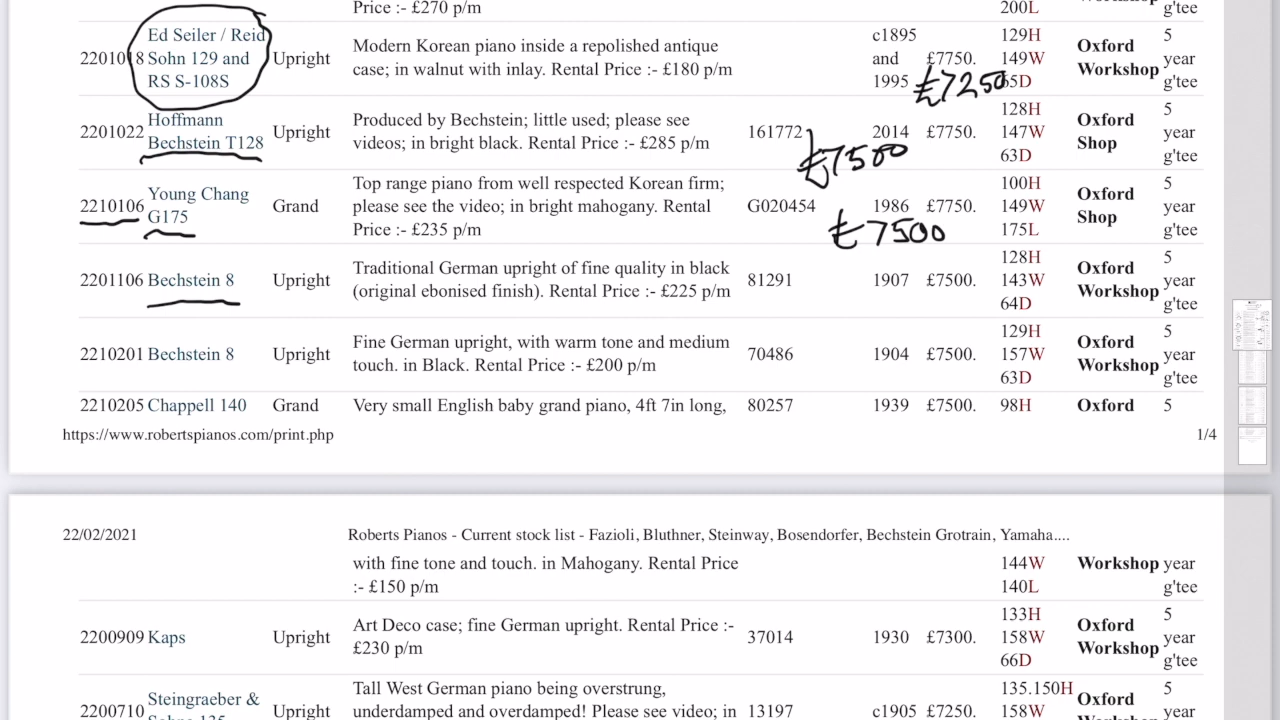 Price :- £270 p/m 200L g'tee
Ed Seiler / Reid c1895 129H 5
2201018 Sohn 129 and Upright Modern Korean piano inside a repolished antique and £7750. 149W Oxford year
RS S-108S case; in walnut with inlay. Rental Price :- £180 p/m 1995 65D Workshop g'tee
£7250
Hoffmann Produced by Bechstein; little used; please see 128H Oxford 5
2201022 Upright 161772 2014 £7750. 147W year
Bechstein T128 videos; in bright black. Rental Price :- £285 p/m 63D Shop g'tee
£7500
Young Chang Top range piano from well respected Korean firm; 100H Oxford 5
2210106 Grand please see the video; in bright mahogany. Rental G020454 1986 £7750. 149W year
G175 Price :- £235 p/m 175L Shop g'tee
£7500
Traditional German upright of fine quality in black 128H Oxford 5
2201106 Bechstein 8 Upright 81291 1907 £7500. 143W year
(original ebonised finish). Rental Price :- £225 p/m 64D Workshop g'tee
Fine German upright, with warm tone and medium 129H Oxford 5
2210201 Bechstein 8 Upright 70486 1904 £7500. 157W year
touch. in Black. Rental Price :- £200 p/m 63D Workshop g'tee
2210205 Chappell 140 Grand Very small English baby grand piano, 4ft 7in long, 80257 1939 £7500. 98H Oxford 5
https://www.robertspianos.com/print.php 1/4
22/02/2021 Roberts Pianos - Current stock list - Fazioli, Bluthner, Steinway, Bosendorfer, Bechstein Grotrain, Yamaha....
with fine tone and touch. in Mahogany. Rental Price 144W Workshop year
:- £150 p/m 140L g'tee
Art Deco case; fine German upright. Rental Price :- 133H Oxford 5
2200909 Kaps Upright 37014 1930 £7300. 158W year
£230 p/m 66D Workshop g'tee
Steingraeber & Tall West German piano being overstrung, 135.150H Oxford 5
2200710 Upright underdamped and overdamped! Please see video; in 13197 c1905 £7250. 158W year